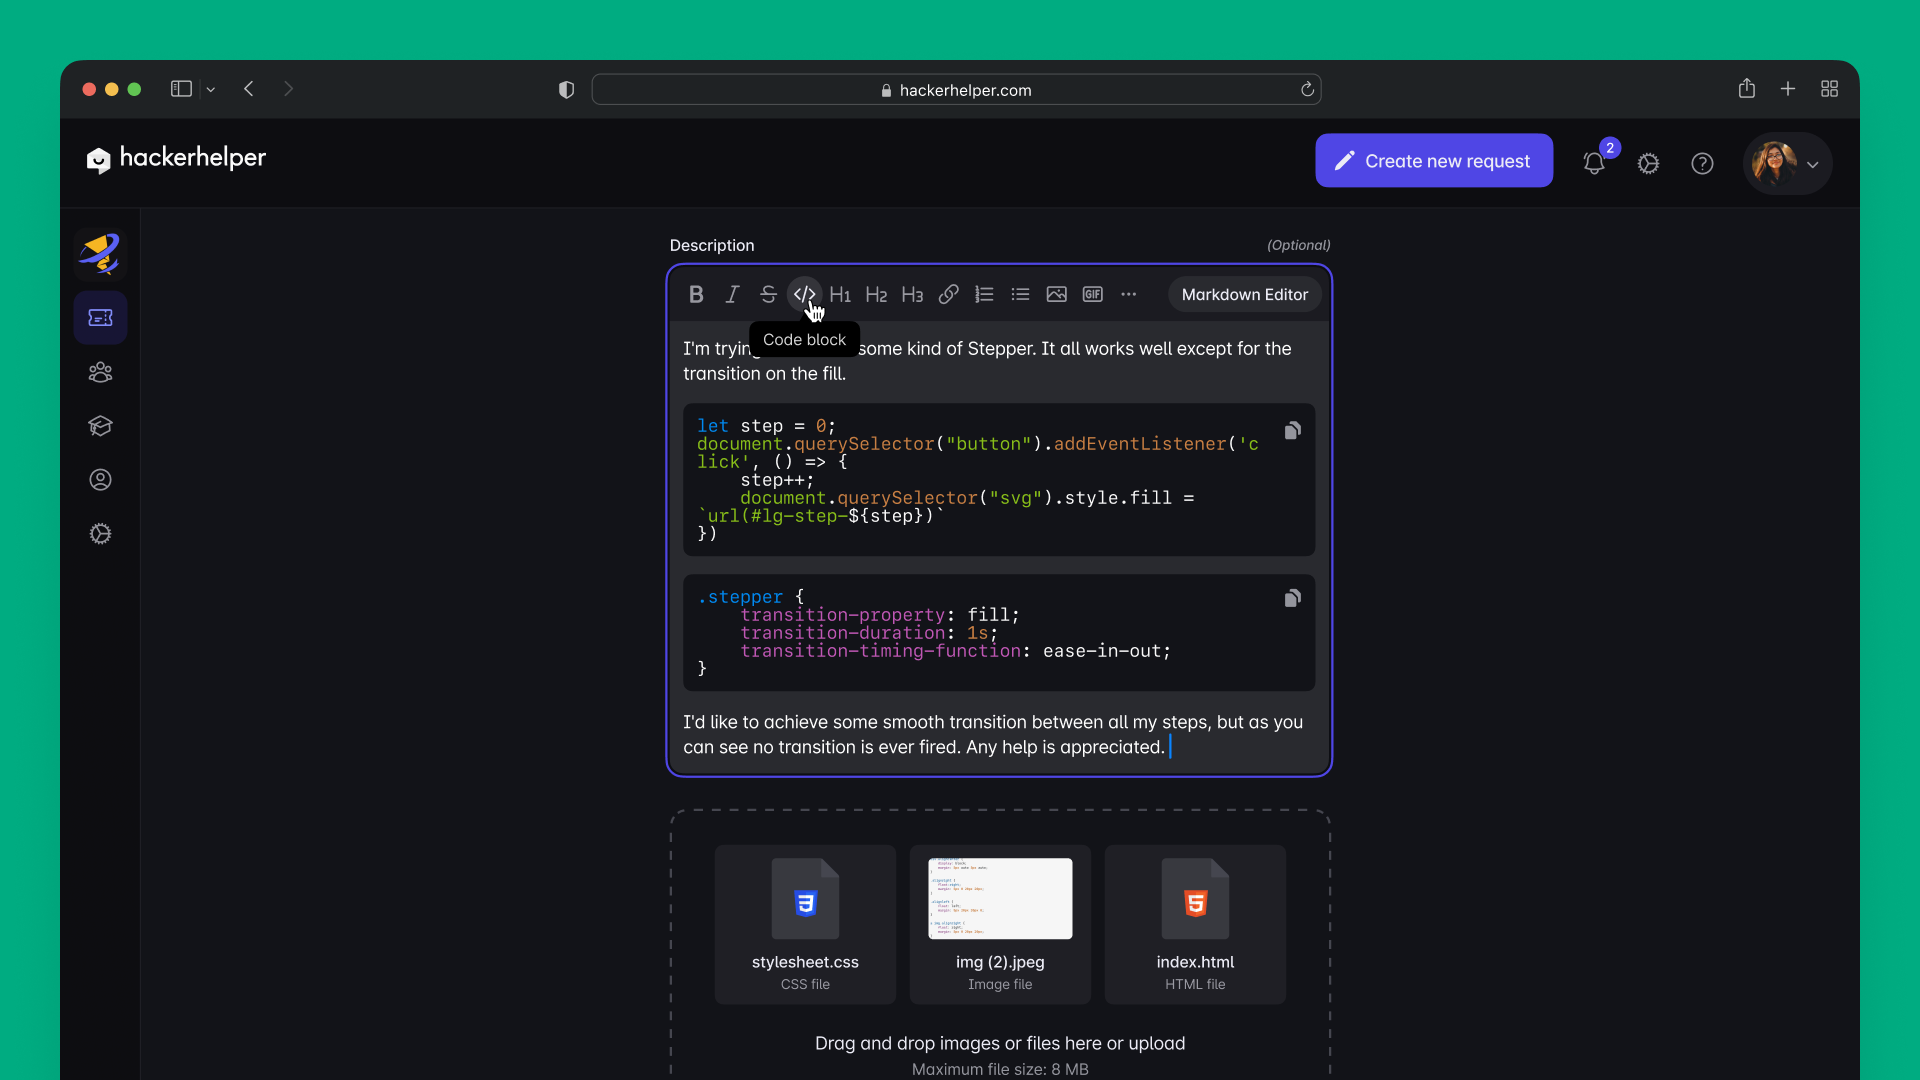 hackerhelper.com
hackerhelper
Create new request
2
Description
(Optional)
B I S </> H1 H2 H3 GIF
Markdown Editor
Code block
I'm tryin some kind of Stepper. It all works well except for the
transition on the fill.
let step = 0;
document.querySelector("button").addEventListener('c
lick', () => {
    step++;
    document.querySelector("svg").style.fill =
`url(#lg-step-${step})`
})
.stepper {
    transition-property: fill;
    transition-duration: 1s;
    transition-timing-function: ease-in-out;
}
I'd like to achieve some smooth transition between all my steps, but as you
can see no transition is ever fired. Any help is appreciated.
stylesheet.css
CSS file
img (2).jpeg
Image file
index.html
HTML file
Drag and drop images or files here or upload
Maximum file size: 8 MB